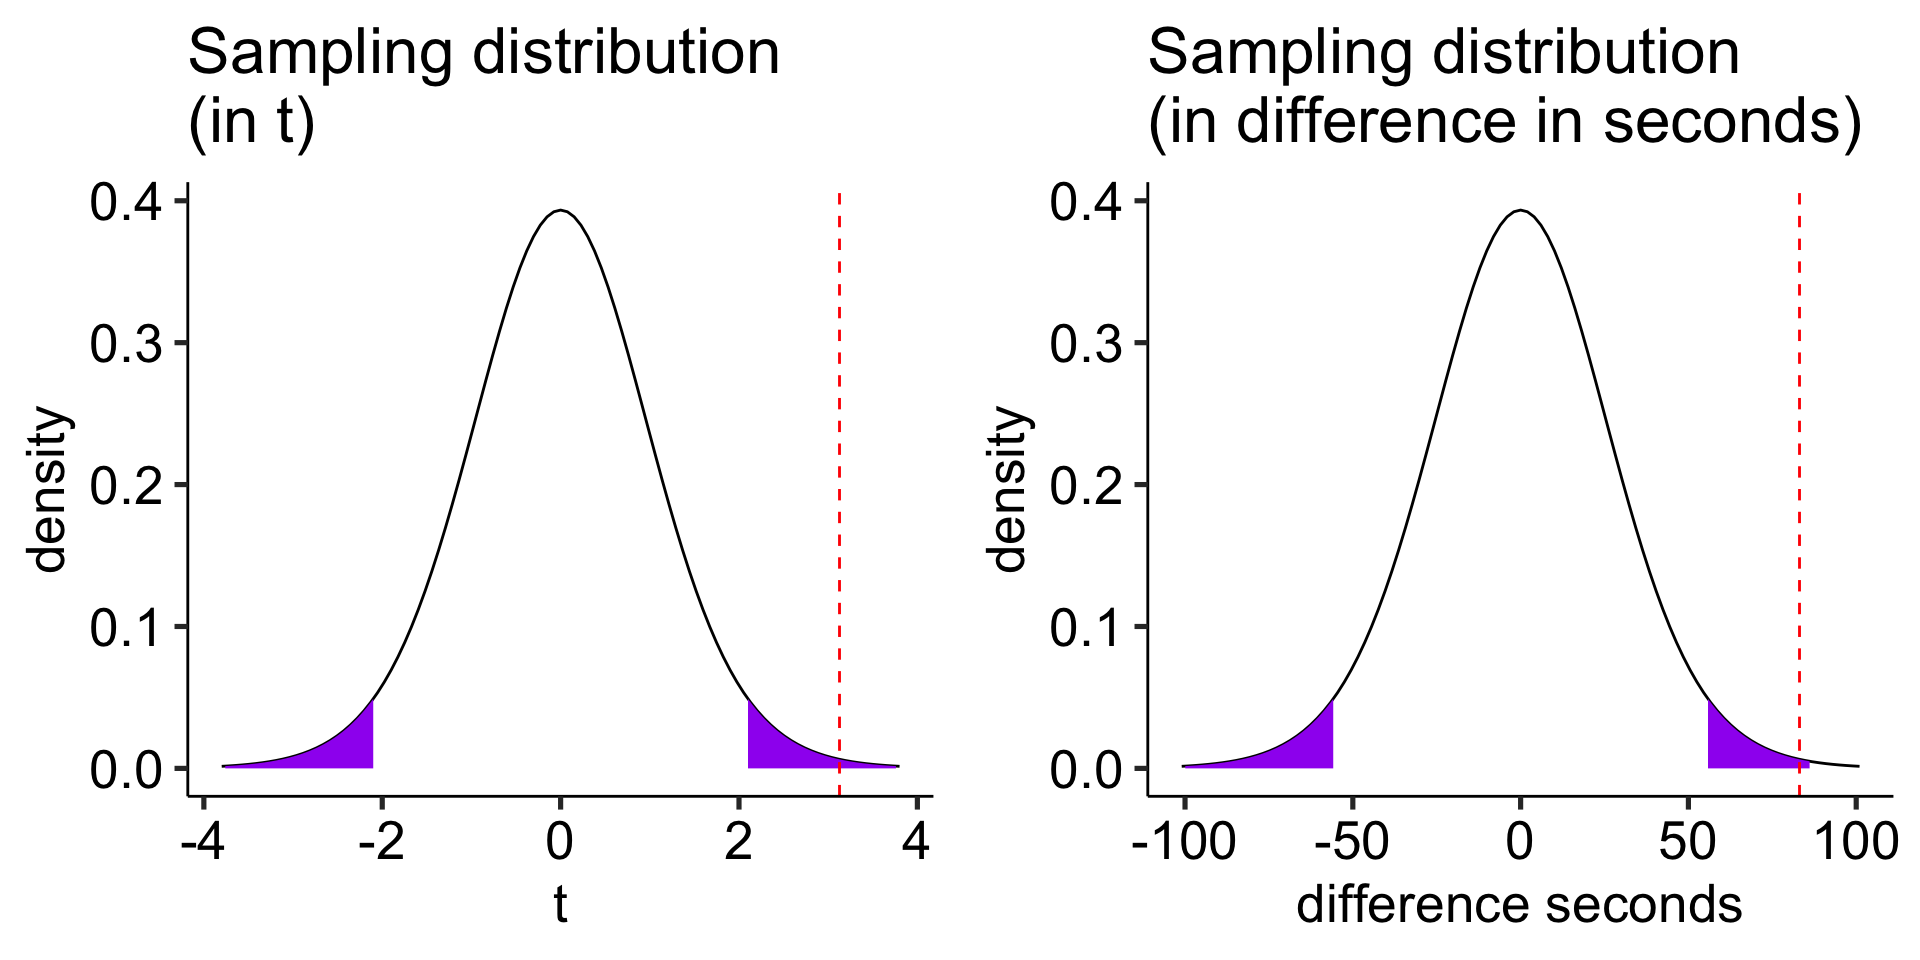 Sampling distribution
(in t)
0.4
0.3
0.2
0.1
0.0
density
-4 -2 0 2 4
t
Sampling distribution
(in difference in seconds)
0.4
0.3
0.2
0.1
0.0
density
-100 -50 0 50 100
difference seconds